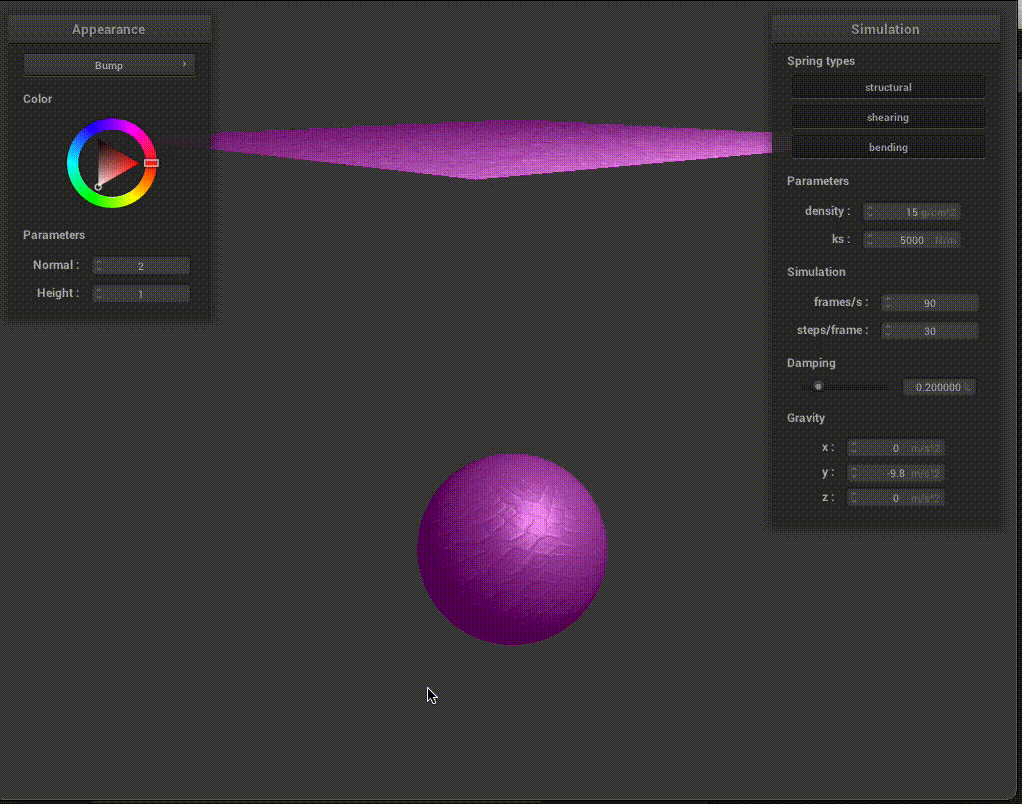 Appearance
Bump
Color
Parameters
Normal :
2
Height :
1
Simulation
Spring types
structural
shearing
bending
Parameters
density :
15 g/cm^2
ks :
5000 N/m
Simulation
frames/s :
90
steps/frame :
30
Damping
0.200000 %
Gravity
x :
0 m/s^2
y :
-9.8 m/s^2
z :
0 m/s^2